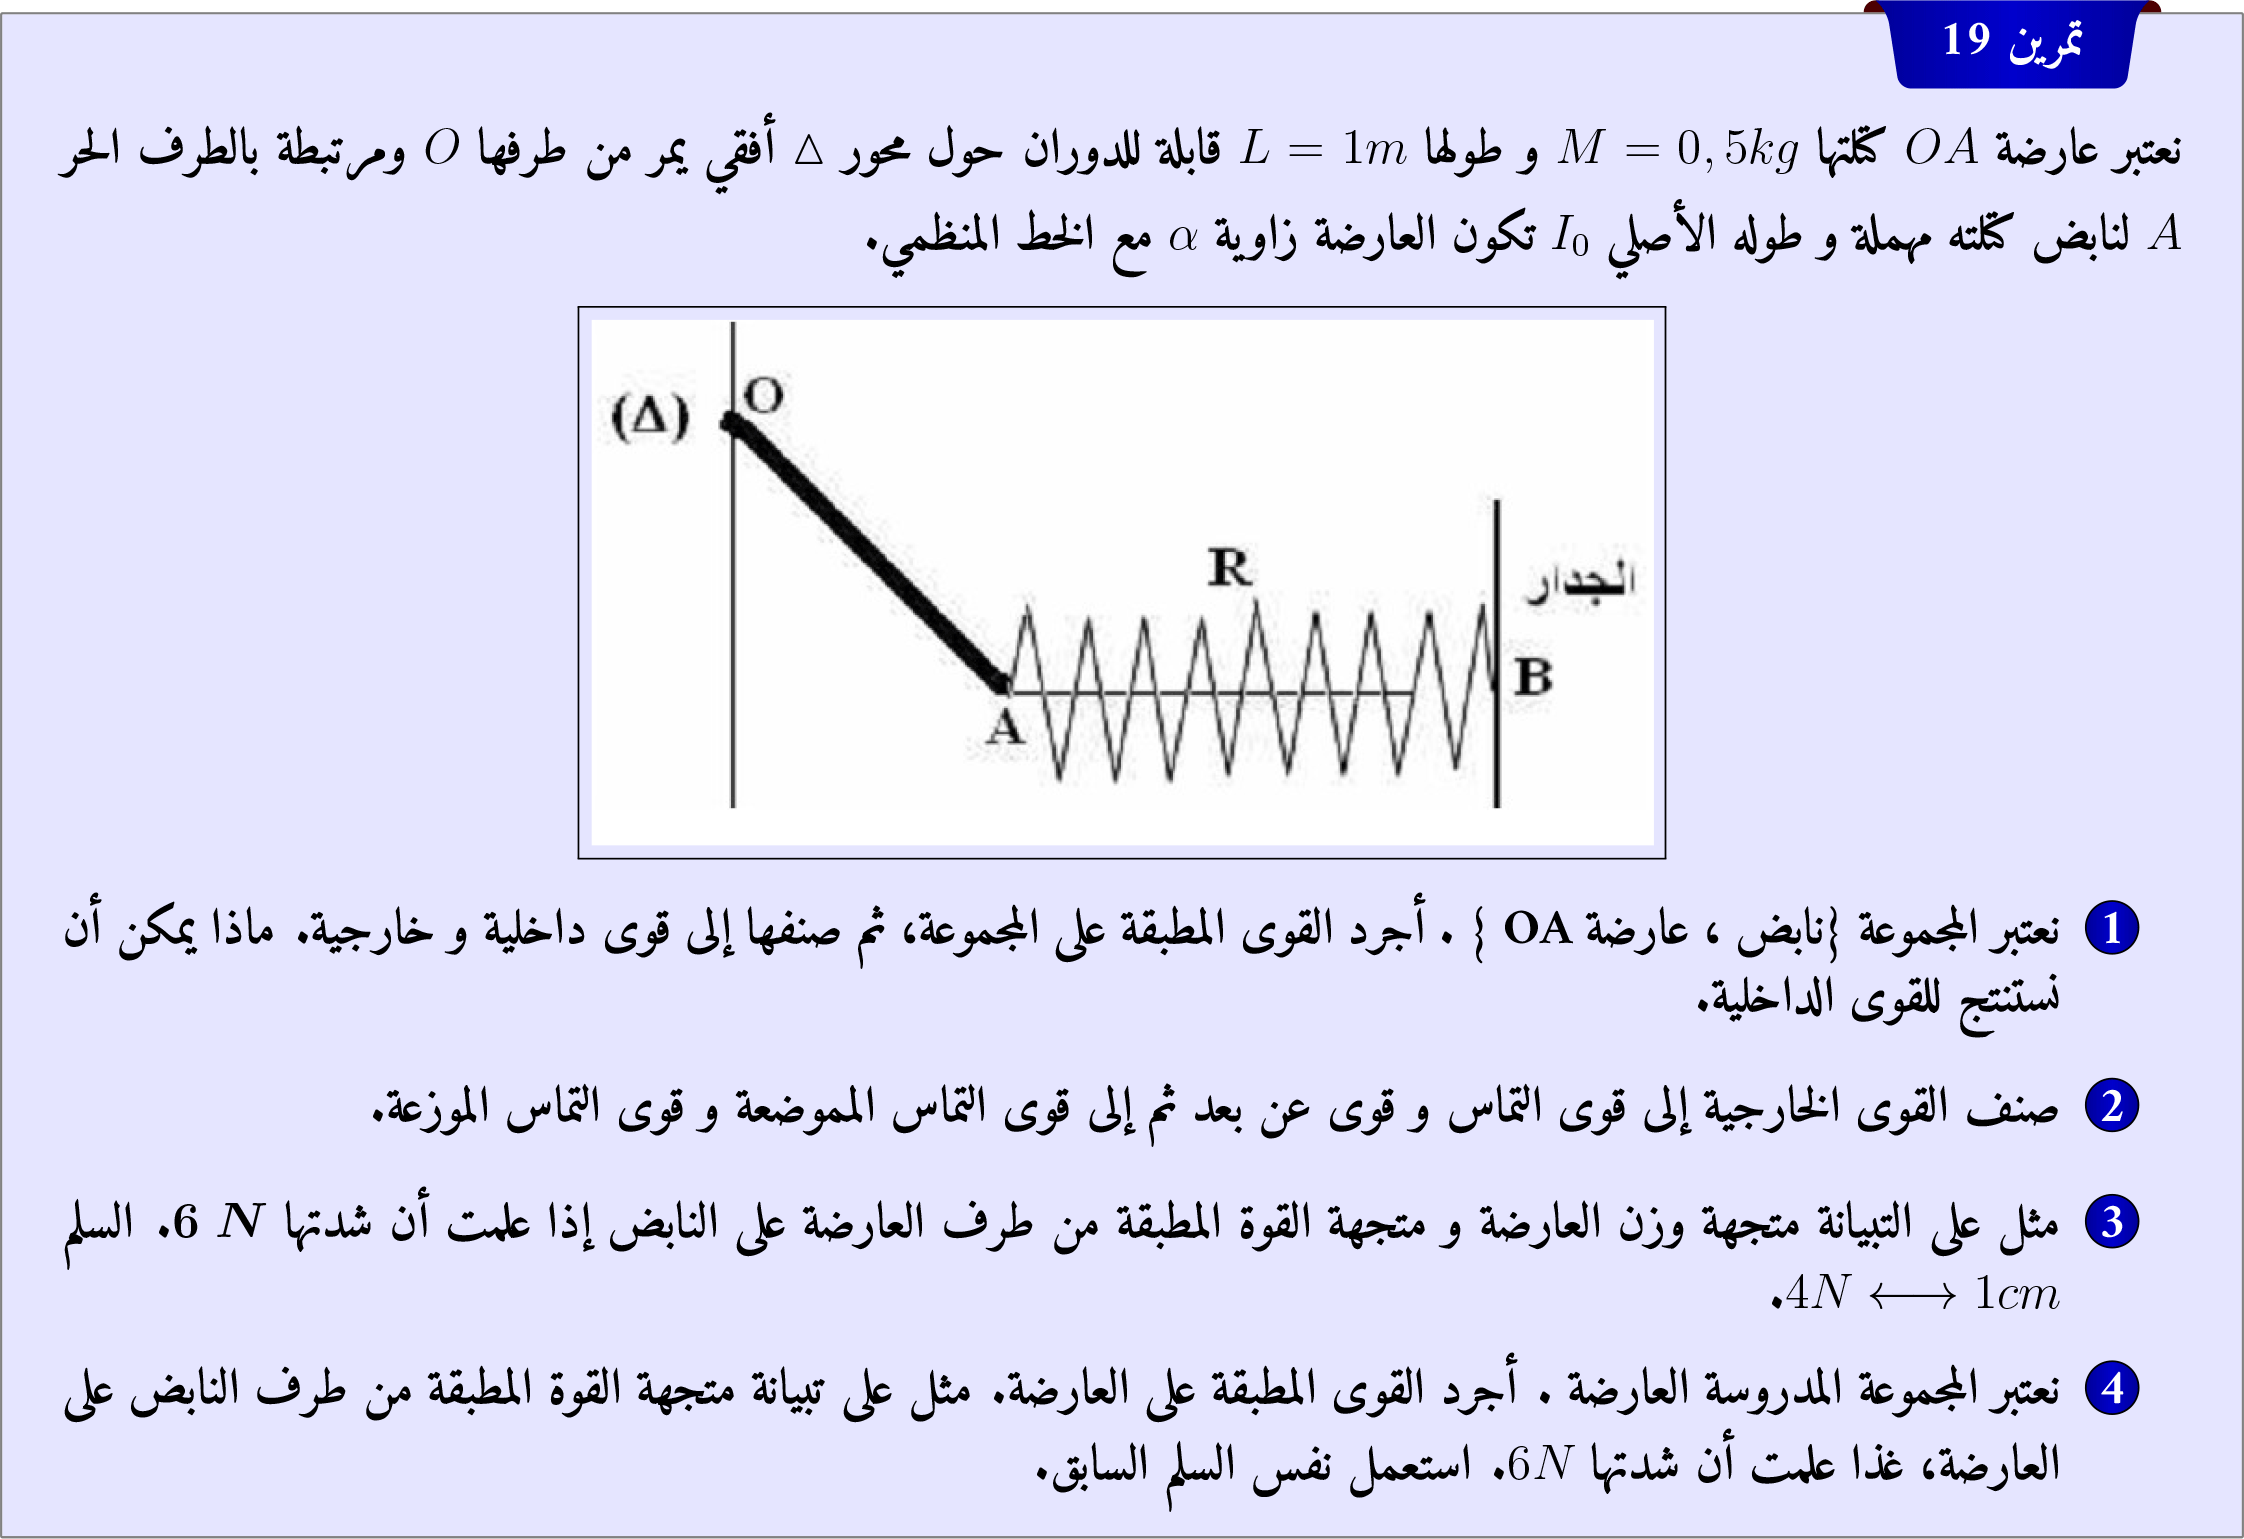 تمرين 19
نعتبر عارضة OA كتلتها M = 0, 5kg و طولها L = 1m قابلة للدوران حول محور △ أفقي يمر من طرفها O ومرتبطة بالطرف الحر
A لنابض كتلته مهملة و طوله الأصلي I₀ تكون العارضة زاوية α مع الخط المنظمي.
(Δ)
O
R
الجدار
B
A
1 نعتبر المجموعة {نابض ، عارضة OA } . أجرد القوى المطبقة على المجموعة، ثم صنفها إلى قوى داخلية و خارجية. ماذا يمكن أن
نستنتج للقوى الداخلية.
2 صنف القوى الخارجية إلى قوى التماس و قوى عن بعد ثم إلى قوى التماس المموضعة و قوى التماس الموزعة.
3 مثل على التبيانة متجهة وزن العارضة و متجهة القوة المطبقة من طرف العارضة على النابض إذا علمت أن شدتها 6 N. السلم
4N ⟷ 1cm.
4 نعتبر المجموعة المدروسة العارضة . أجرد القوى المطبقة على العارضة. مثل على تبيانة متجهة القوة المطبقة من طرف النابض على
العارضة، غذا علمت أن شدتها 6N. استعمل نفس السلم السابق.